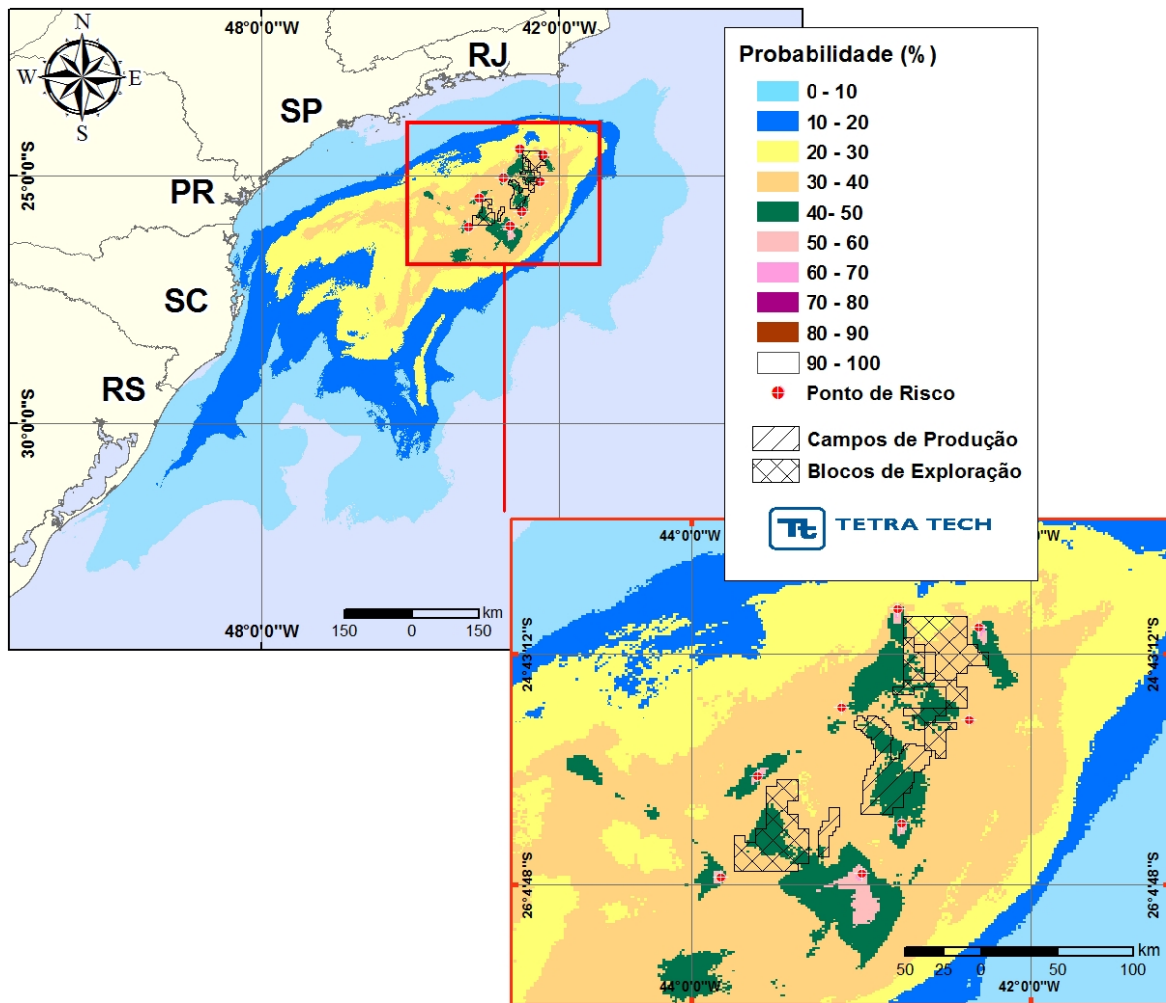 N
W E
S
48°0'0"W
42°0'0"W
RJ
SP
PR
SC
RS
25°0'0"S
30°0'0"S
48°0'0"W
km
150 0 150
Probabilidade (%)
0 - 10
10 - 20
20 - 30
30 - 40
40 - 50
50 - 60
60 - 70
70 - 80
80 - 90
90 - 100
Ponto de Risco
Campos de Produção
Blocos de Exploração
Tt TETRA TECH
44°0'0"W
0"W
24°43'12"S
24°43'12"S
26°4'48"S
26°4'48"S
km
50 25 0 50 100
44°0'0"W
42°0'0"W